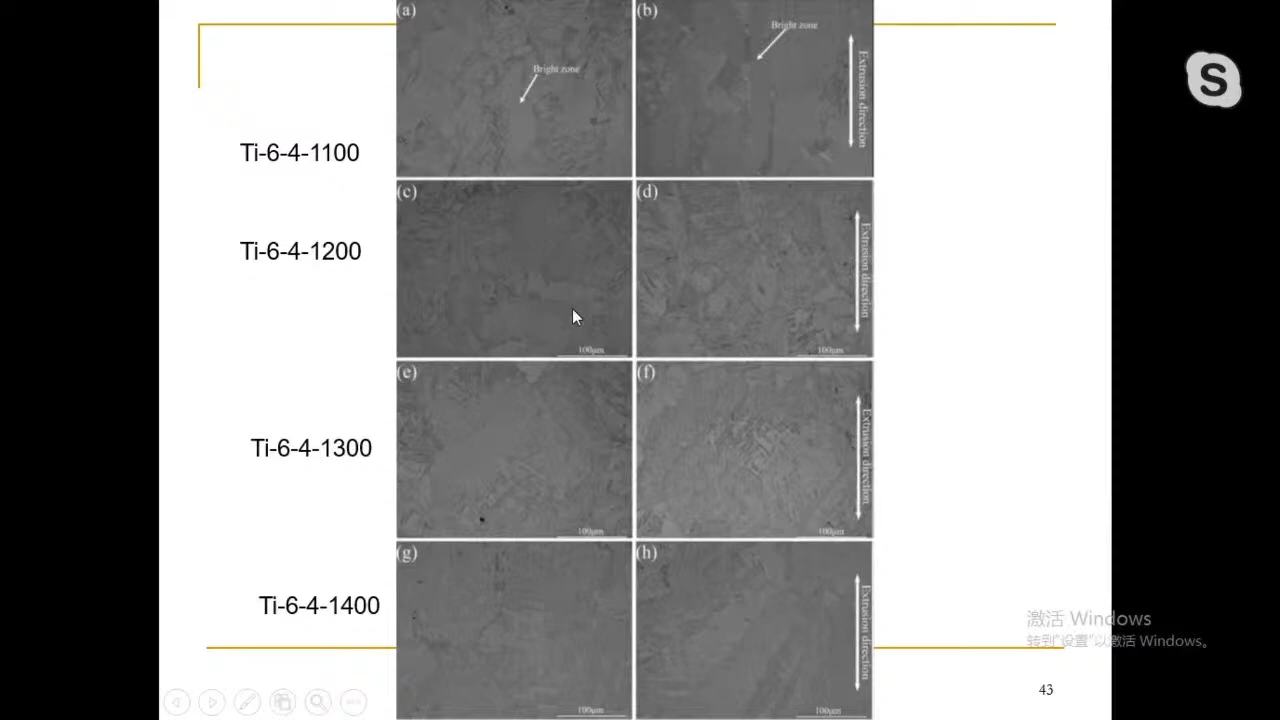 (a)
Bright zone
(b)
Bright zone
Extrusion direction
Ti-6-4-1100
(c)
100μm
(d)
Extrusion direction
100μm
Ti-6-4-1200
(e)
100μm
(f)
Extrusion direction
100μm
Ti-6-4-1300
(g)
100μm
(h)
Extrusion direction
100μm
Ti-6-4-1400
激活 Windows
转到"设置"以激活 Windows。
43
S